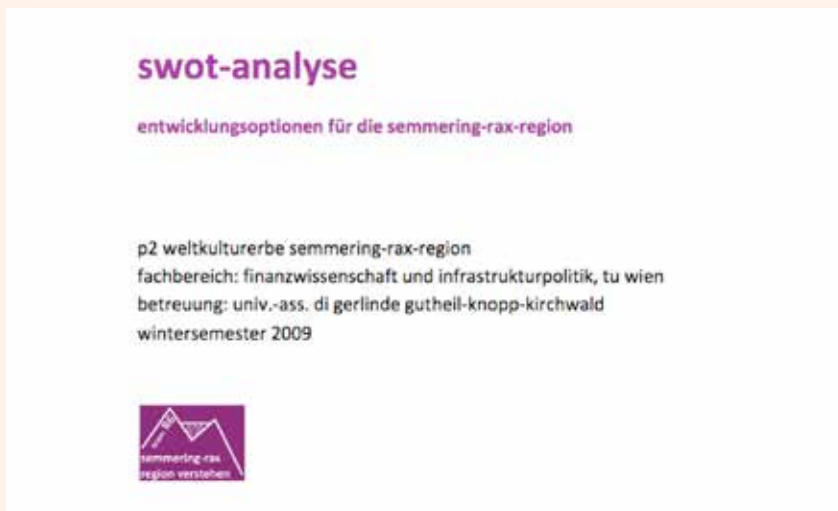 swot-analyse
entwicklungsoptionen für die semmering-rax-region
p2 weltkulturerbe semmering-rax-region
fachbereich: finanzwissenschaft und infrastrukturpolitik, tu wien
betreuung: univ.-ass. di gerlinde gutheil-knopp-kirchwald
wintersemester 2009
semmering-rax
region verstehen